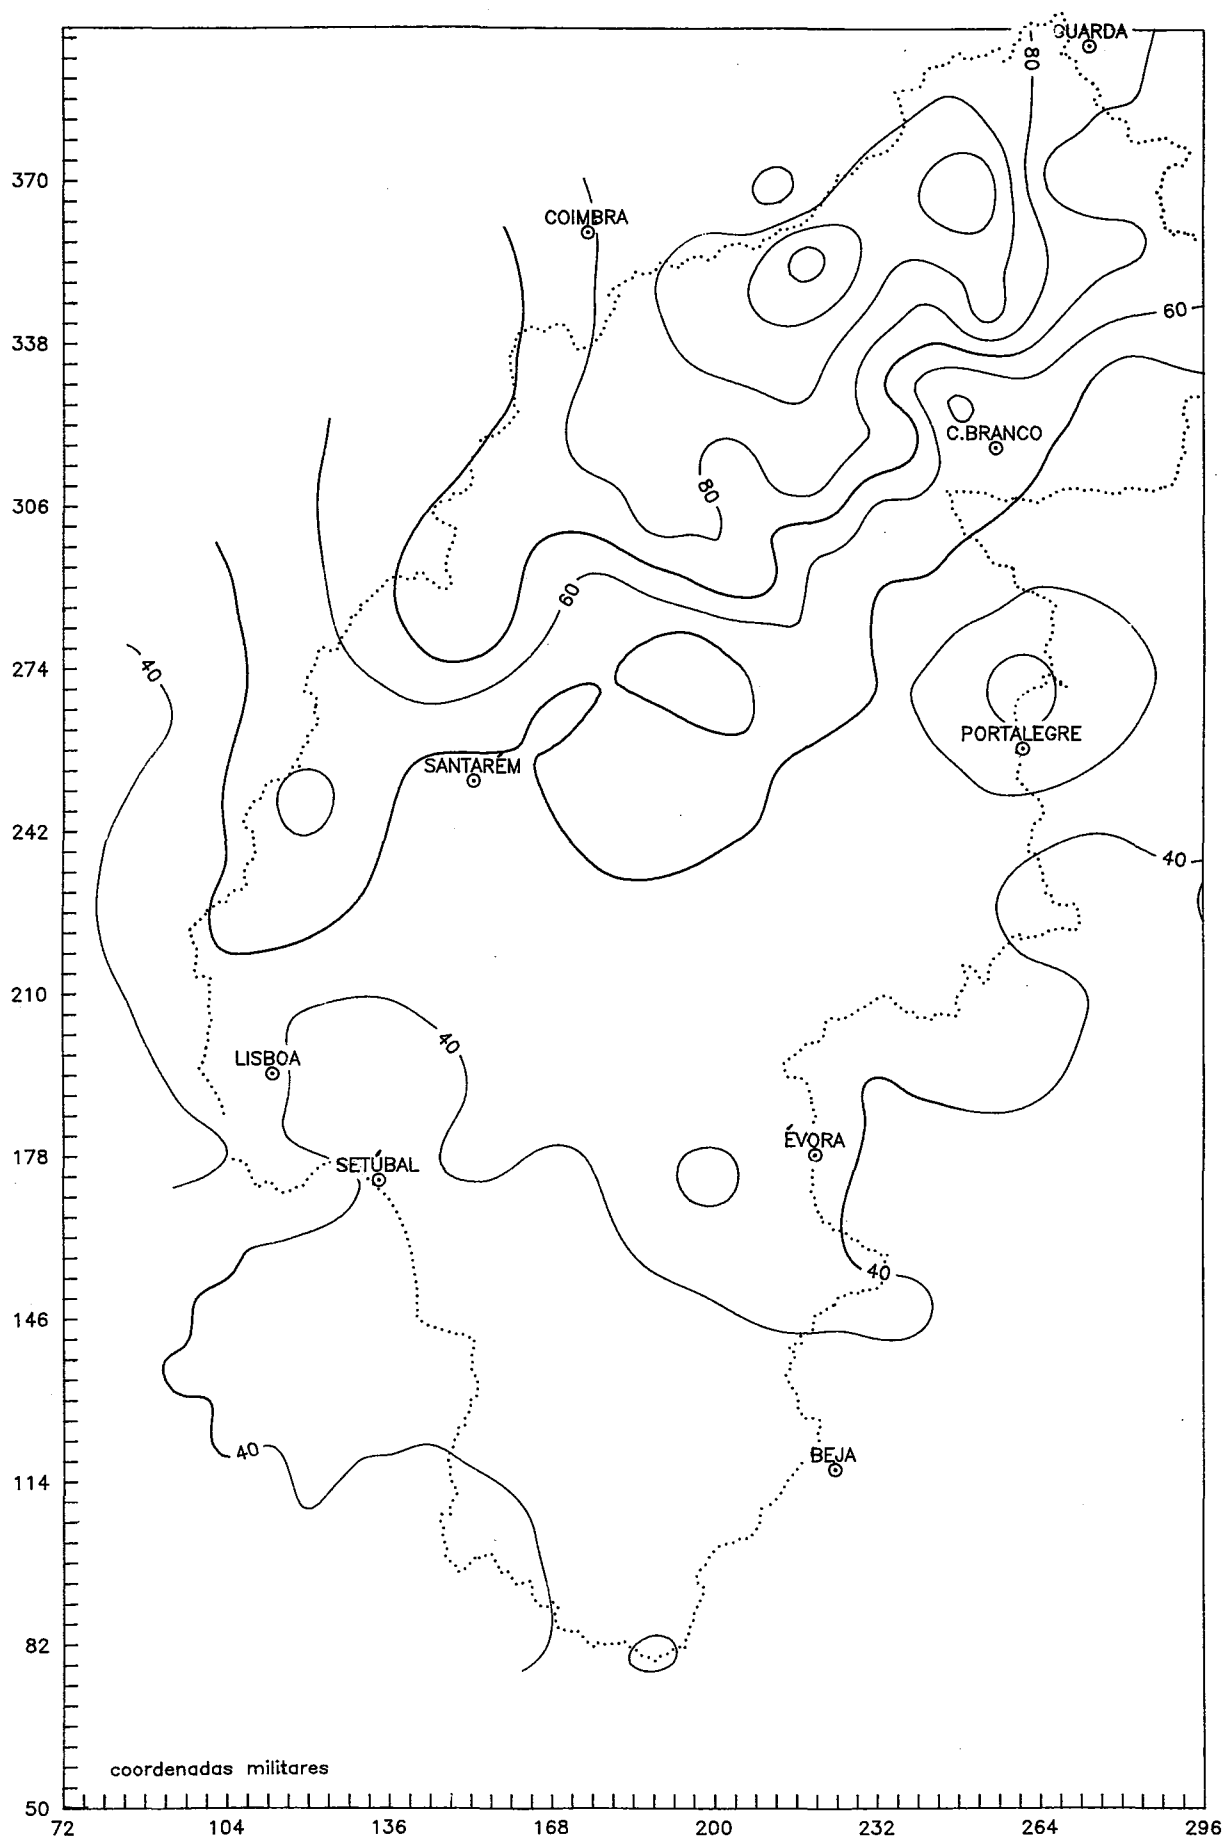 GUARDA
80
370
COIMBRA
60
338
C.BRANCO
80
306
60
274
40
PORTALEGRE
SANTARÉM
242
40
210
40
LISBOA
ÉVORA
178
SETÚBAL
40
146
40
BEJA
114
82
coordenadas militares
50
72 104 136 168 200 232 264 296